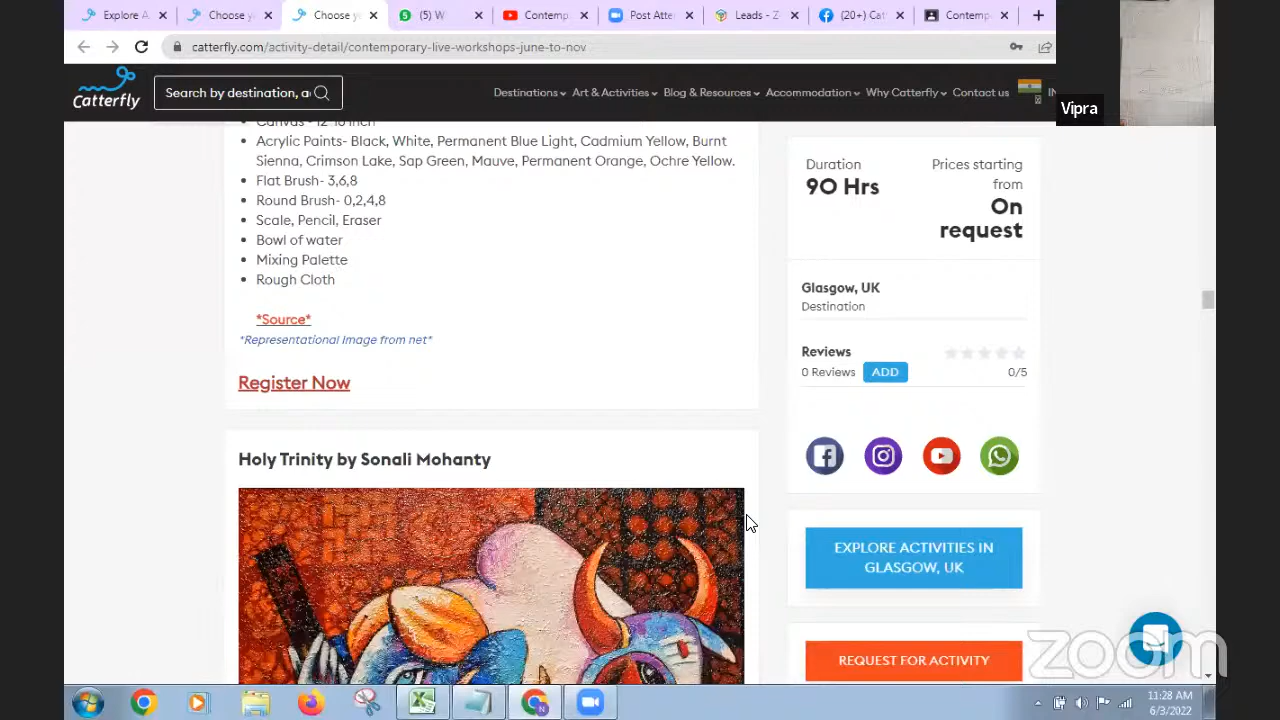 Explore A
Choose y
Choose y
(5) W
Contemp
Post Atte
Leads - Z
(20+) Cat
Contemp
catterfly.com/activity-detail/contemporary-live-workshops-june-to-nov
Catterfly
Search by destination, a
Destinations
Art & Activities
Blog & Resources
Accommodation
Why Catterfly
Contact us
IN
Vipra
Acrylic Paints- Black, White, Permanent Blue Light, Cadmium Yellow, Burnt
Sienna, Crimson Lake, Sap Green, Mauve, Permanent Orange, Ochre Yellow.
Flat Brush- 3,6,8
Round Brush- 0,2,4,8
Scale, Pencil, Eraser
Bowl of water
Mixing Palette
Rough Cloth
*Source*
*Representational Image from net*
Register Now
Holy Trinity by Sonali Mohanty
Duration
90 Hrs
Prices starting
from
On
request
Glasgow, UK
Destination
Reviews
0 Reviews ADD 0/5
EXPLORE ACTIVITIES IN
GLASGOW, UK
REQUEST FOR ACTIVITY
zoom
11:28 AM
6/3/2022